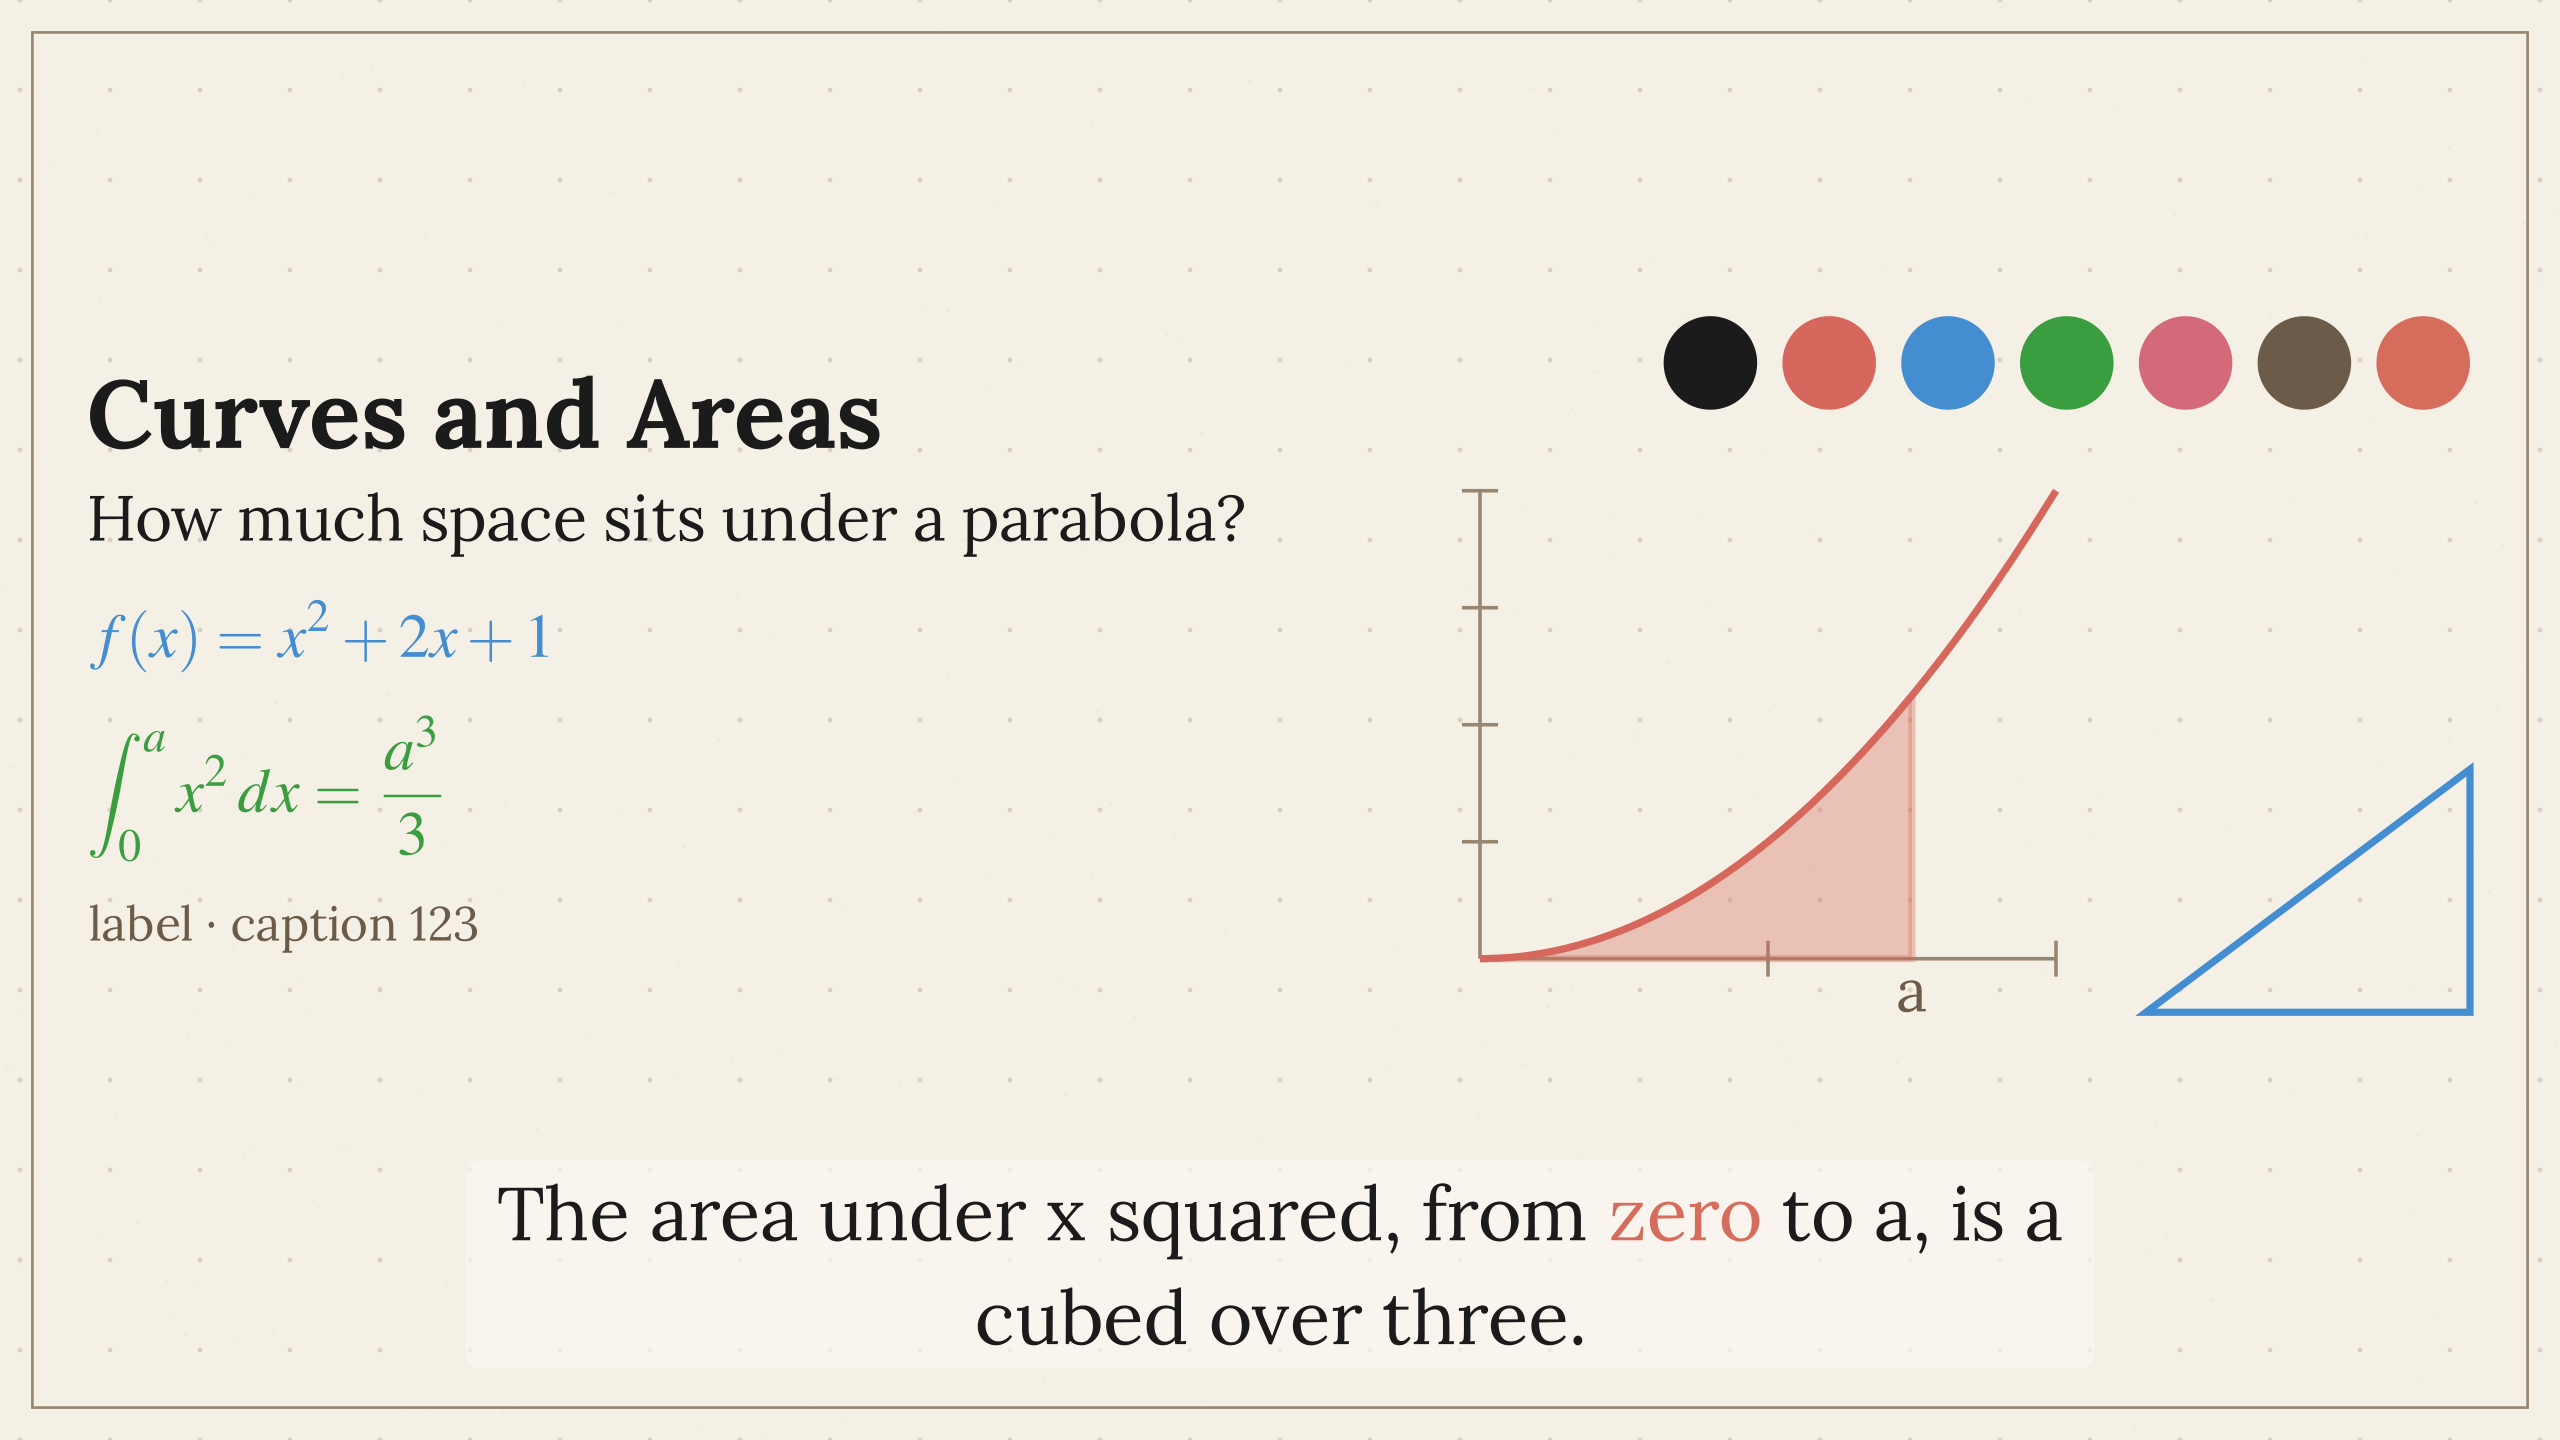 Curves and Areas
How much space sits under a parabola?
f(x) = x² + 2x + 1
∫₀ᵃ x² dx = a³/3
label · caption 123
a
The area under x squared, from zero to a, is a
cubed over three.